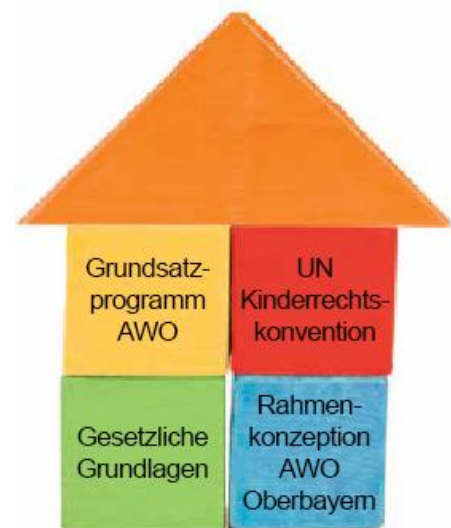 Grundsatz-
programm
AWO
UN
Kinderrechts-
konvention
Gesetzliche
Grundlagen
Rahmen-
konzeption
AWO
Oberbayern